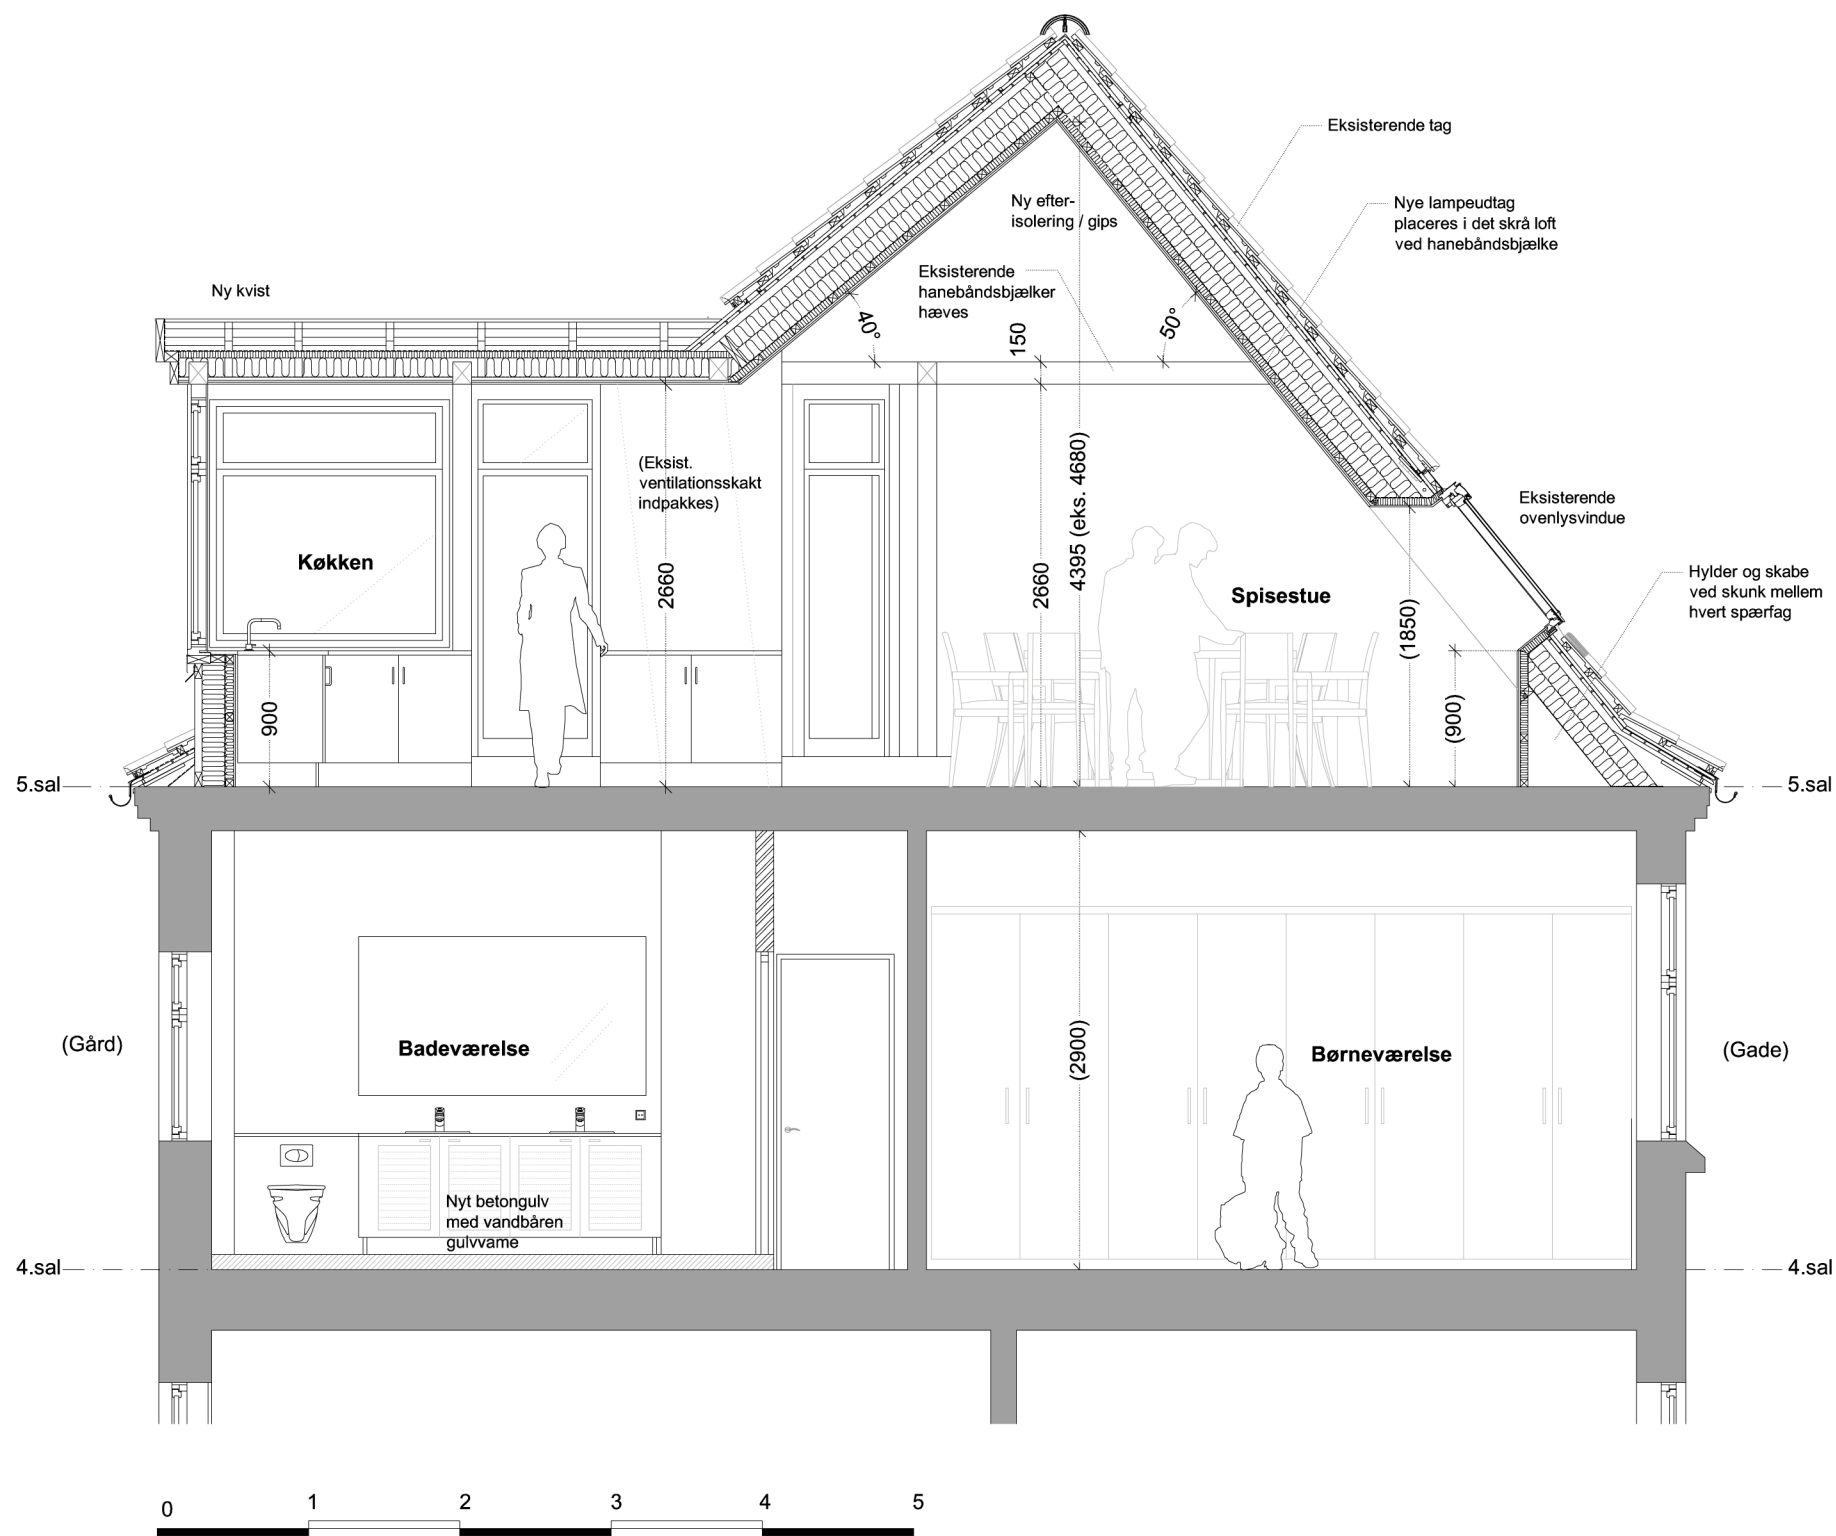 Eksisterende tag
Ny efter-
isolering / gips
Nye lampeudtag
placeres i det skrå loft
ved hanebåndsbjælke
Eksisterende
hanebåndsbjælker
hæves
Ny kvist
40°
150
50°
(Eksist.
ventilationsskakt
indpakkes)
Eksisterende
ovenlysvindue
Køkken
2660
2660
4395 (eks. 4680)
Spisestue
(1850)
Hylder og skabe
ved skunk mellem
hvert spærfag
900
(900)
5.sal
5.sal
(Gård)
Badeværelse
(2900)
Børneværelse
(Gade)
Nyt betongulv
med vandbåren
gulvvame
4.sal
4.sal
0 1 2 3 4 5